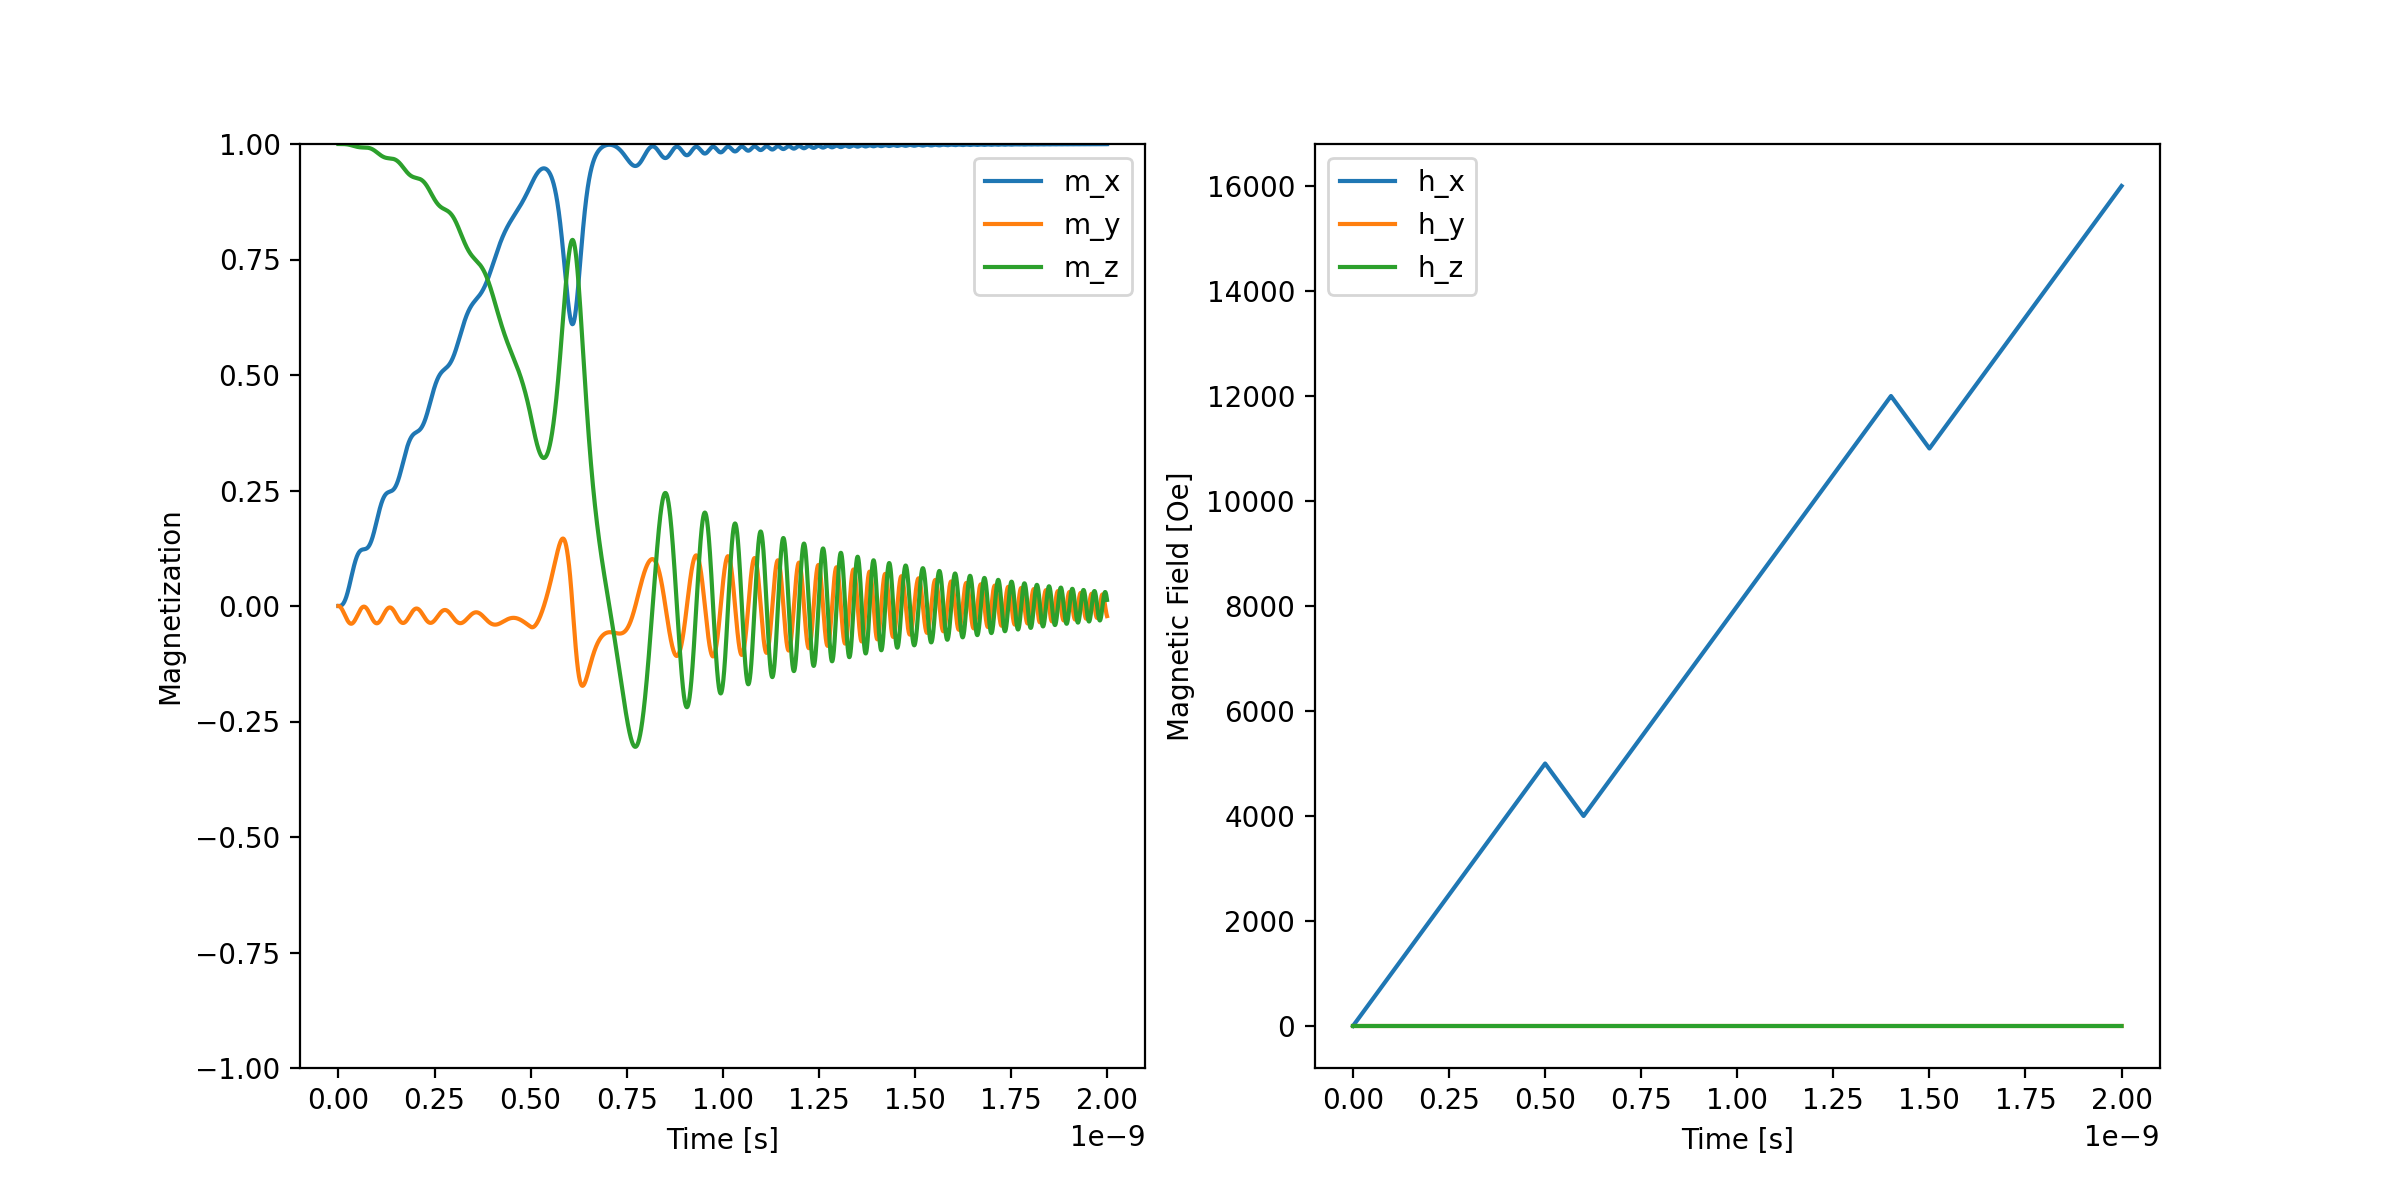 1.00
0.75
0.50
0.25
0.00
−0.25
−0.50
−0.75
−1.00
Magnetization
0.00 0.25 0.50 0.75 1.00 1.25 1.50 1.75 2.00
Time [s]
1e−9
m_x
m_y
m_z
16000
14000
12000
10000
8000
6000
4000
2000
0
Magnetic Field [Oe]
0.00 0.25 0.50 0.75 1.00 1.25 1.50 1.75 2.00
Time [s]
1e−9
h_x
h_y
h_z